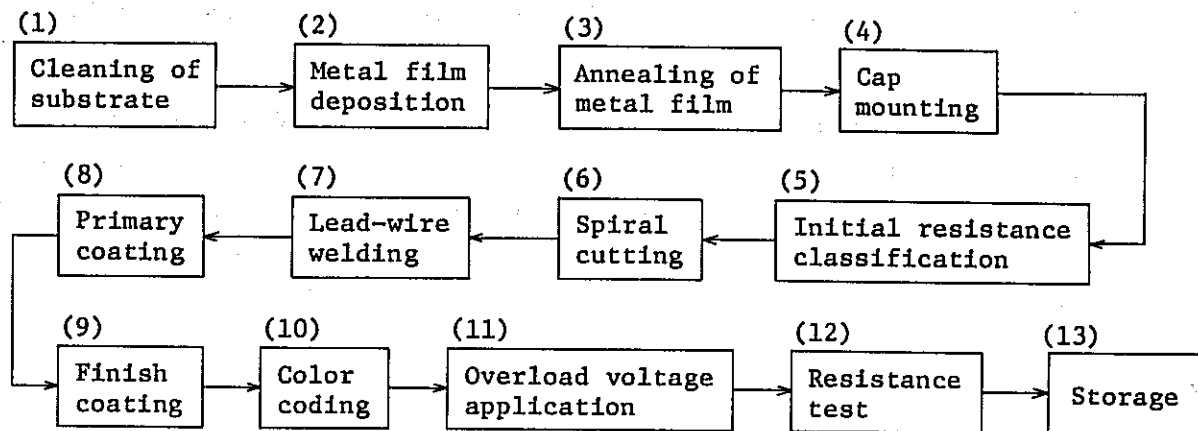 (1)
Cleaning of
substrate
(2)
Metal film
deposition
(3)
Annealing of
metal film
(4)
Cap
mounting
(5)
Initial resistance
classification
(6)
Spiral
cutting
(7)
Lead-wire
welding
(8)
Primary
coating
(9)
Finish
coating
(10)
Color
coding
(11)
Overload voltage
application
(12)
Resistance
test
(13)
Storage